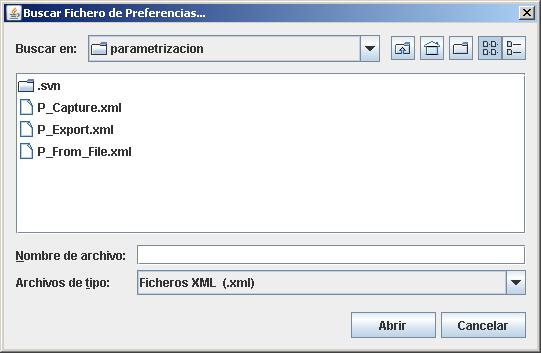 Buscar Fichero de Preferencias...
Buscar en: parametrizacion
.svn
P_Capture.xml
P_Export.xml
P_From_File.xml
Nombre de archivo:
Archivos de tipo: Ficheros XML (.xml)
Abrir Cancelar